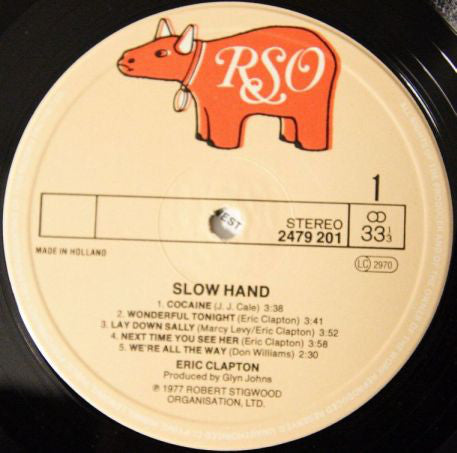 RSO
1
STEREO
2479 201
33 1/3
EST
MADE IN HOLLAND
LC 2970
SLOW HAND
1. COCAINE (J. J. Cale) 3:38
2. WONDERFUL TONIGHT (Eric Clapton) 3:41
3. LAY DOWN SALLY (Marcy Levy/Eric Clapton) 3:52
4. NEXT TIME YOU SEE HER (Eric Clapton) 3:58
5. WE'RE ALL THE WAY (Don Williams) 2:30
ERIC CLAPTON
Produced by Glyn Johns
℗ 1977 ROBERT STIGWOOD
ORGANISATION, LTD.